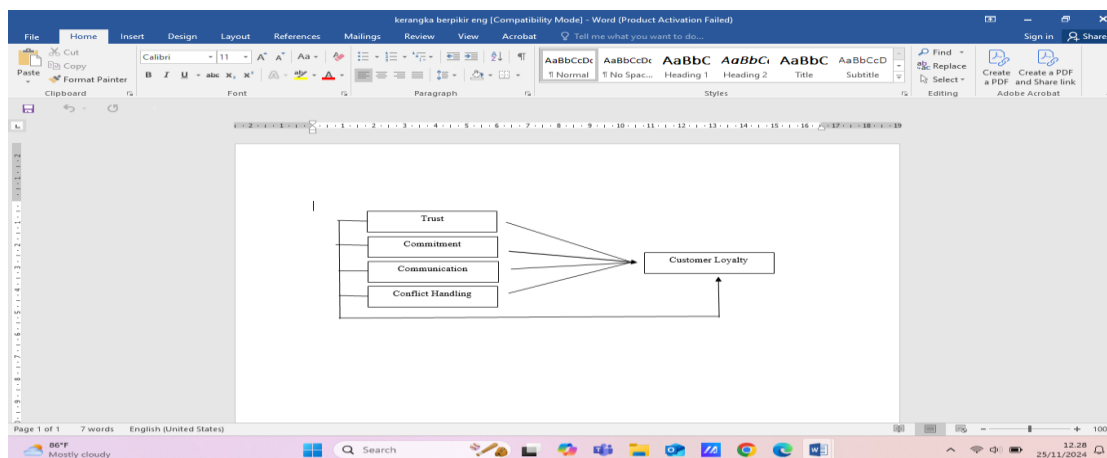 kerangka berpikir eng [Compatibility Mode] - Word (Product Activation Failed)
File Home Insert Design Layout References Mailings Review View Acrobat Tell me what you want to do... Sign in Share
Cut
Copy
Format Painter
Paste
Clipboard
Calibri 11
Font
Paragraph
AaBbCcDc AaBbCcDc AaBbC AaBbCc AaBbC AaBbCcD
¶ Normal ¶ No Spac... Heading 1 Heading 2 Title Subtitle
Styles
Find
Replace
Select
Editing
Create a PDF
Create a PDF and Share link
Adobe Acrobat
Trust
Commitment
Communication
Conflict Handling
Customer Loyalty
Page 1 of 1 7 words English (United States)
100
86°F
Mostly cloudy
Search
12.28
25/11/2024